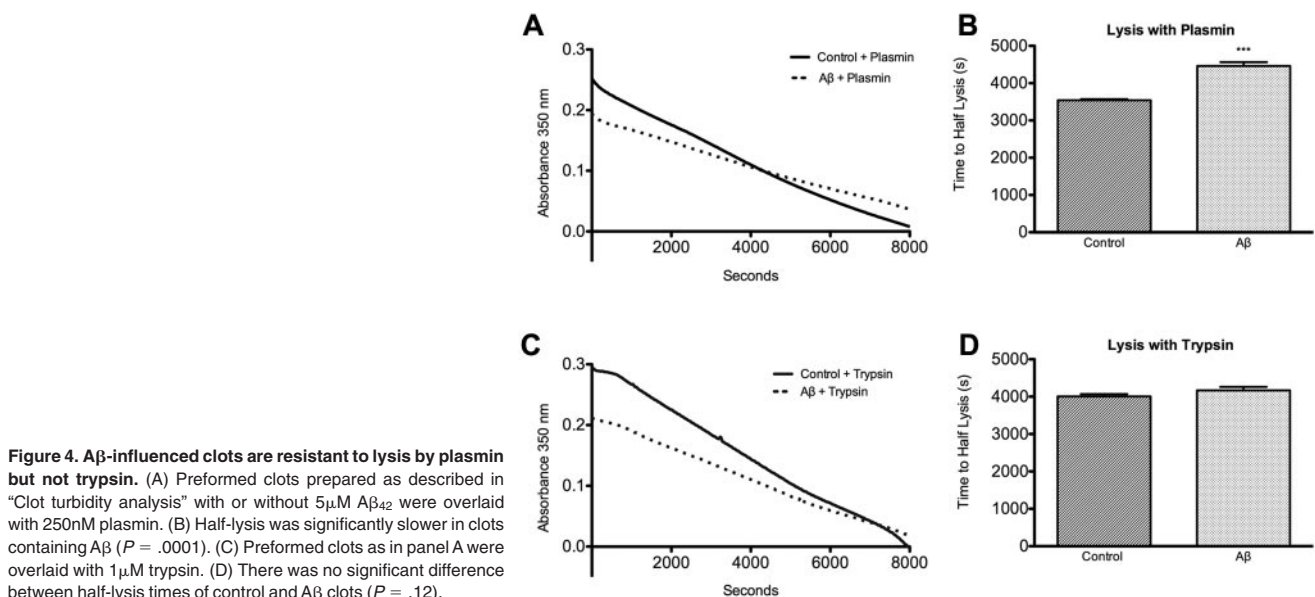 A
0.3
0.2
0.1
0.0
Absorbance 350 nm
Control + Plasmin
Aβ + Plasmin
2000 4000 6000 8000
Seconds
B
Lysis with Plasmin
5000
4000
3000
2000
1000
0
Time to Half Lysis (s)
***
Control Aβ
C
0.3
0.2
0.1
0.0
Absorbance 350 nm
Control + Trypsin
Aβ + Trypsin
2000 4000 6000 8000
Seconds
D
Lysis with Trypsin
5000
4000
3000
2000
1000
0
Time to Half Lysis (s)
Control Aβ
Figure 4. Aβ-influenced clots are resistant to lysis by plasmin
but not trypsin. (A) Preformed clots prepared as described in
“Clot turbidity analysis” with or without 5μM Aβ42 were overlaid
with 250nM plasmin. (B) Half-lysis was significantly slower in clots
containing Aβ (P = .0001). (C) Preformed clots as in panel A were
overlaid with 1μM trypsin. (D) There was no significant difference
between half-lysis times of control and Aβ clots (P = .12).